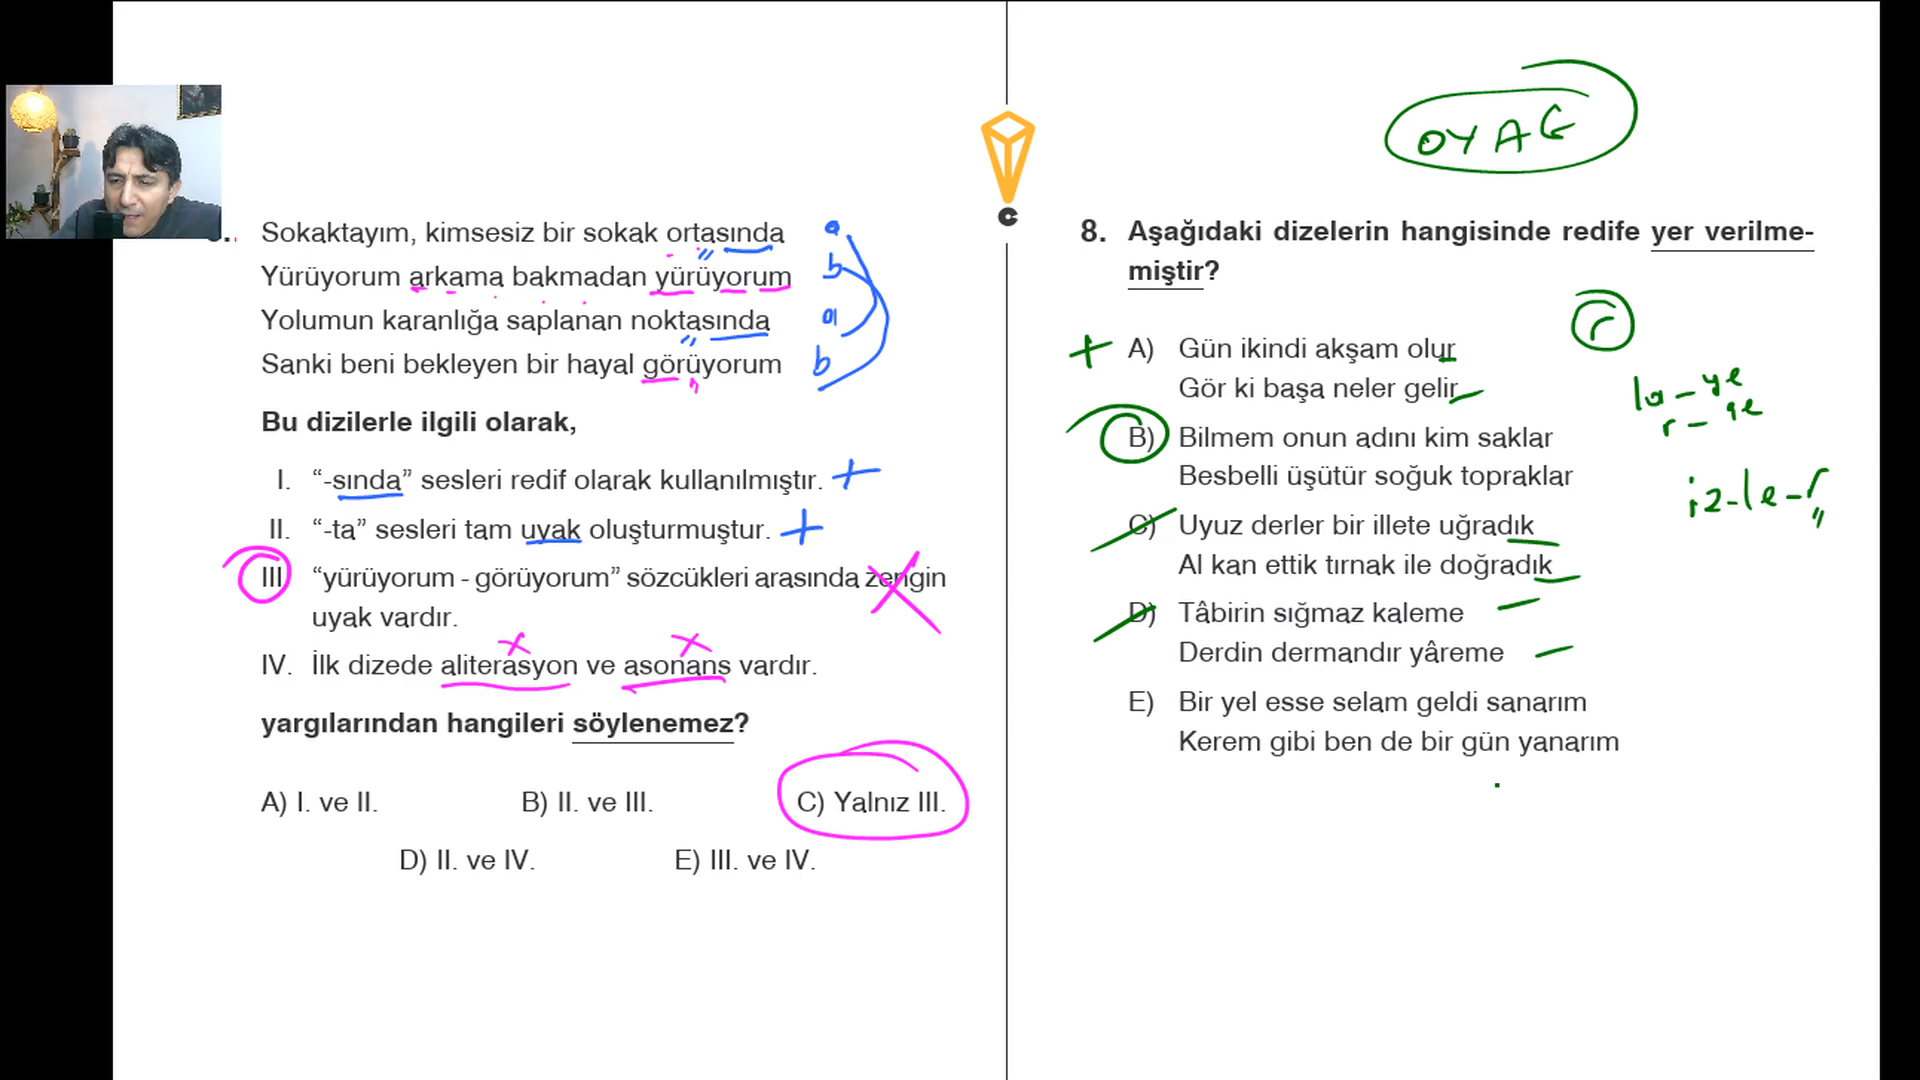 Sokaktayım, kimsesiz bir sokak ortasında a
Yürüyorum arkama bakmadan yürüyorum b
Yolumun karanlığa saplanan noktasında a
Sanki beni bekleyen bir hayal görüyorum b
Bu dizilerle ilgili olarak,
I. “-sında” sesleri redif olarak kullanılmıştır. +
II. “-ta” sesleri tam uyak oluşturmuştur. +
III “yürüyorum - görüyorum” sözcükleri arasında zengin
uyak vardır.
IV. İlk dizede aliterasyon ve asonans vardır.
yargılarından hangileri söylenemez?
A) I. ve II. B) II. ve III. C) Yalnız III.
D) II. ve IV. E) III. ve IV.
C
OYAG
8. Aşağıdaki dizelerin hangisinde redife yer verilme-
miştir?
r
+ A) Gün ikindi akşam olur
Gör ki başa neler gelir
B) Bilmem onun adını kim saklar
Besbelli üşütür soğuk topraklar
C) Uyuz derler bir illete uğradık
Al kan ettik tırnak ile doğradık
D) Tâbirin sığmaz kaleme
Derdin dermandır yâreme
E) Bir yel esse selam geldi sanarım
Kerem gibi ben de bir gün yanarım
iz-le-r